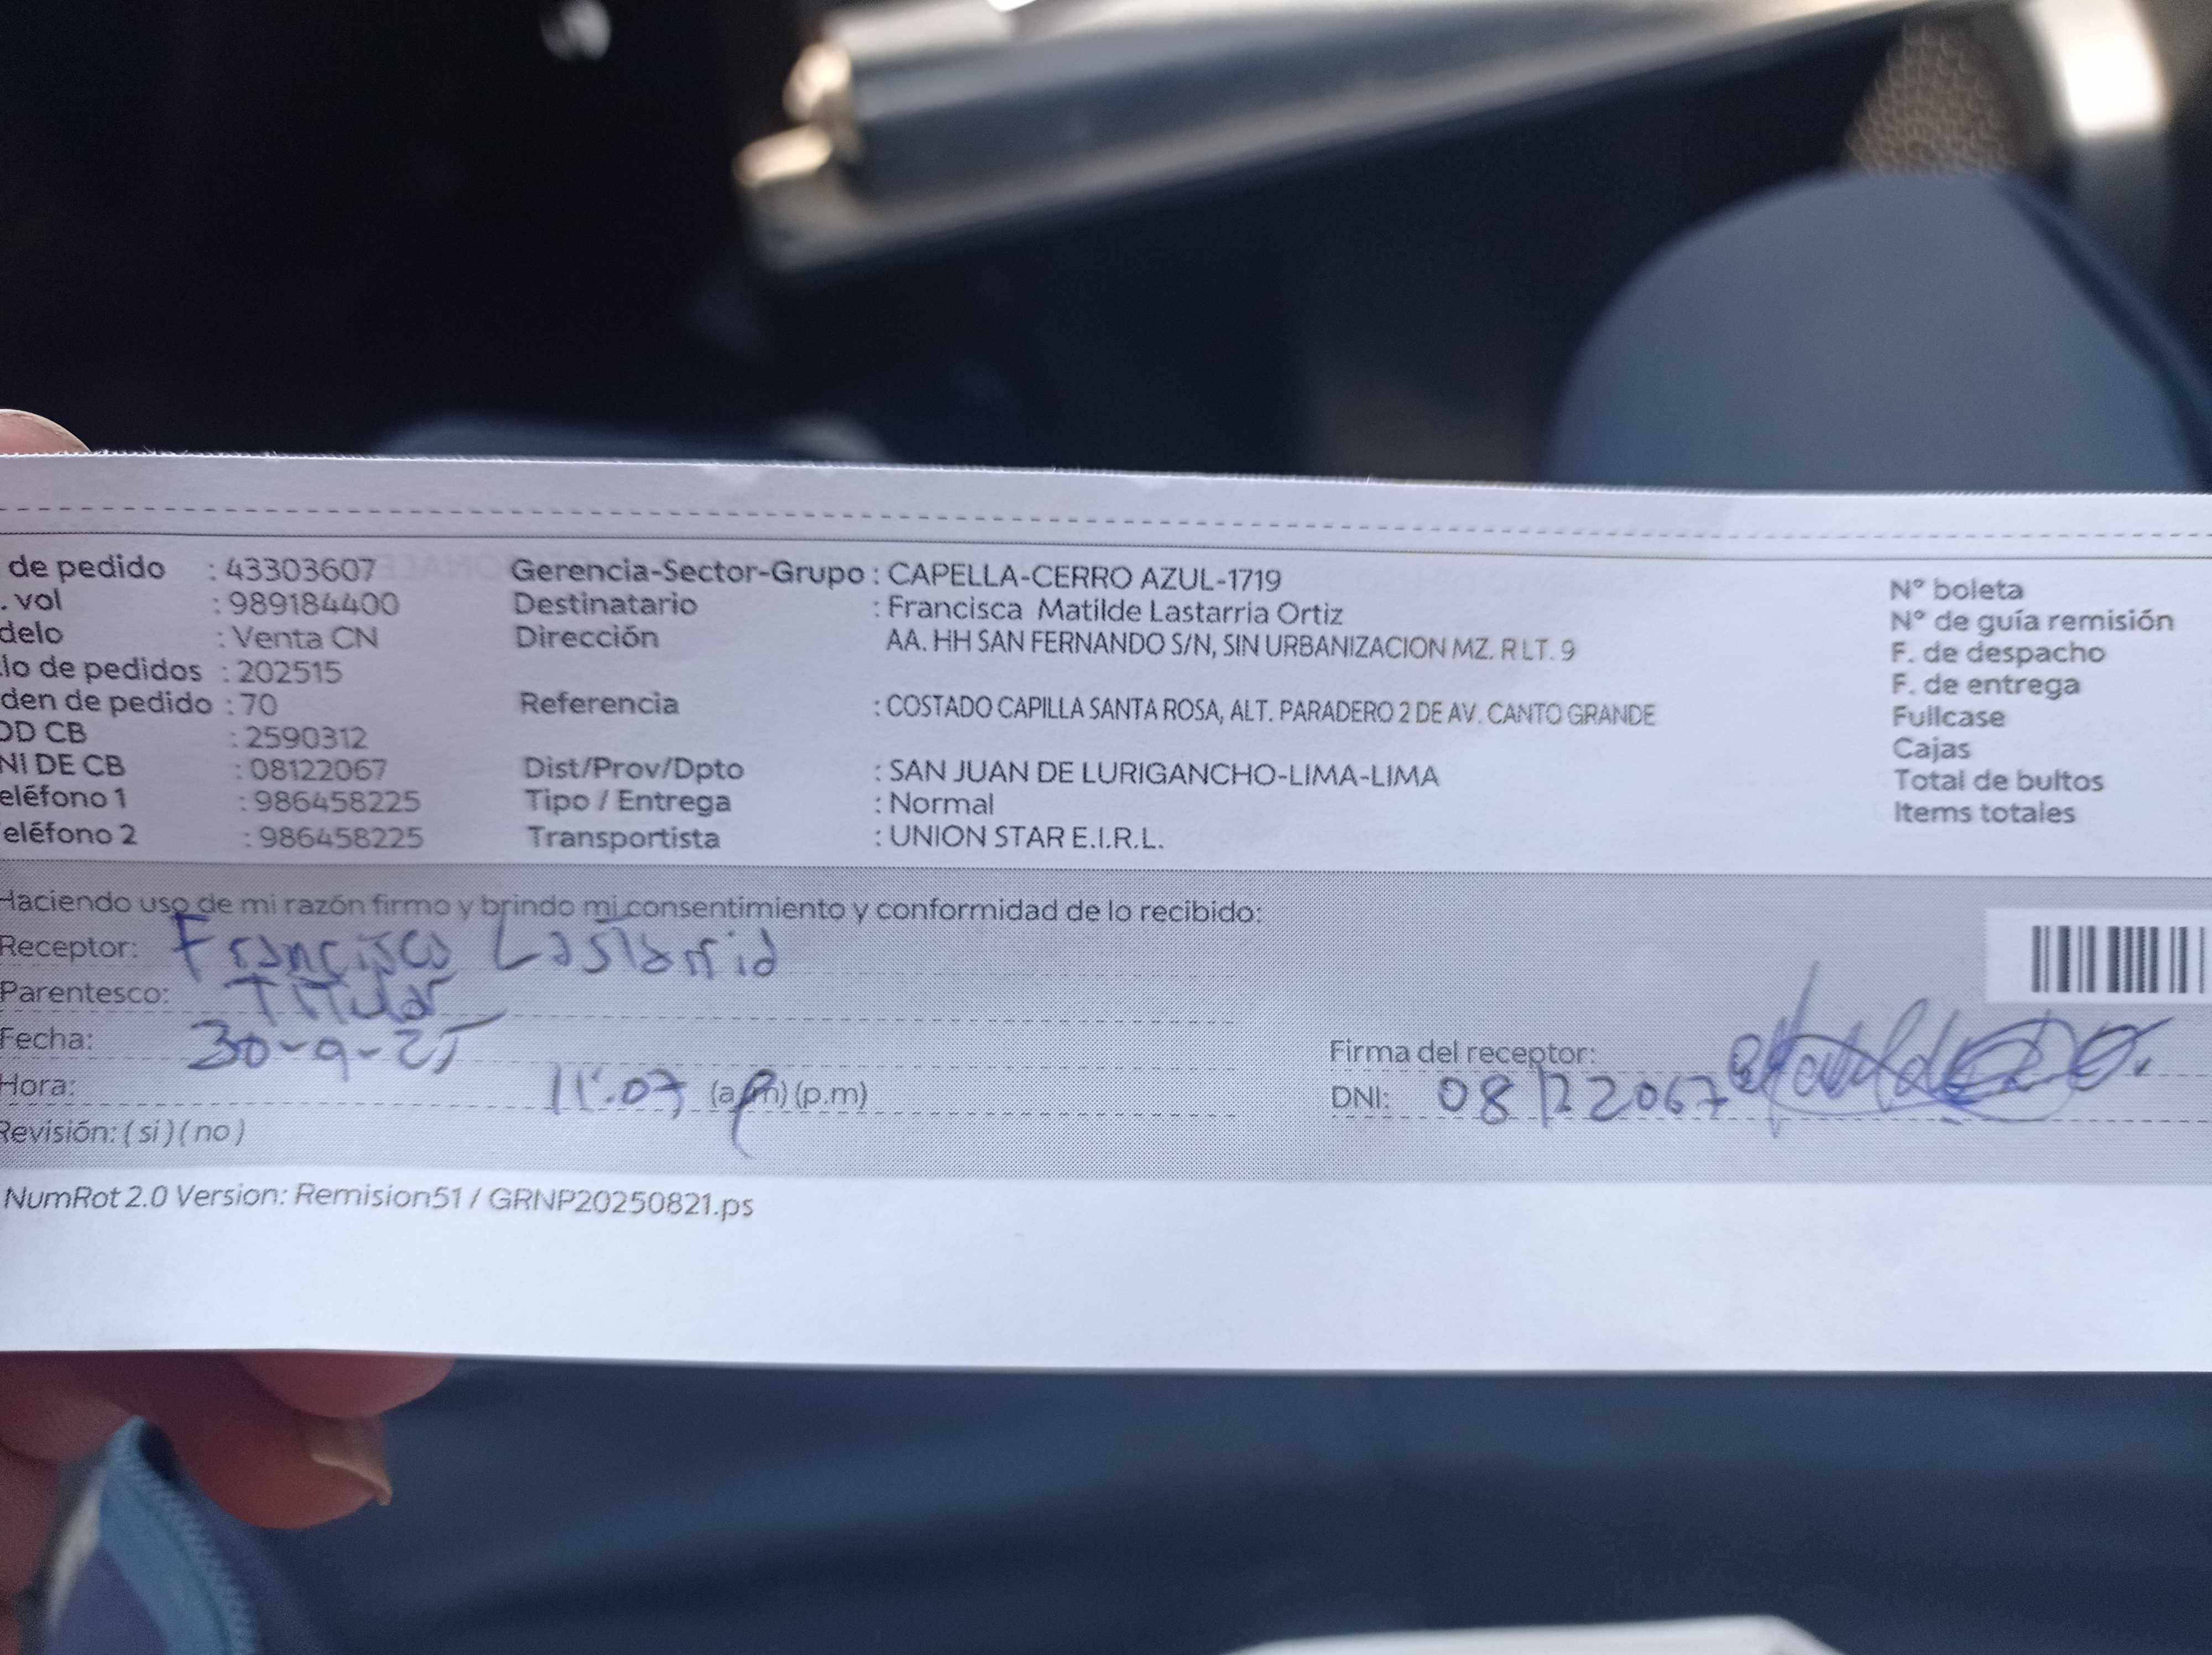 de pedido : 43303607 Gerencia-Sector-Grupo : CAPELLA-CERRO AZUL-1719 N° boleta
. vol : 989184400 Destinatario : Francisca Matilde Lastarria Ortiz N° de guía remisión
delo : Venta CN Dirección AA. HH SAN FERNANDO S/N, SIN URBANIZACION MZ. R LT. 9 F. de despacho
lo de pedidos : 202515 F. de entrega
den de pedido : 70 Referencia : COSTADO CAPILLA SANTA ROSA, ALT. PARADERO 2 DE AV. CANTO GRANDE Fullcase
OD CB : 2590312 Cajas
NI DE CB : 08122067 Dist/Prov/Dpto : SAN JUAN DE LURIGANCHO-LIMA-LIMA Total de bultos
eléfono 1 : 986458225 Tipo / Entrega : Normal Items totales
eléfono 2 : 986458225 Transportista : UNION STAR E.I.R.L.
Haciendo uso de mi razón firmo y brindo mi consentimiento y conformidad de lo recibido:
Receptor: Francisca Lastarria
Parentesco: Titular
Fecha: 30-9-25
Firma del receptor:
Hora: 11:07 (a.m) (p.m) DNI: 08122067
Revisión: ( si ) ( no )
NumRot 2.0 Version: Remision51 / GRNP20250821.ps